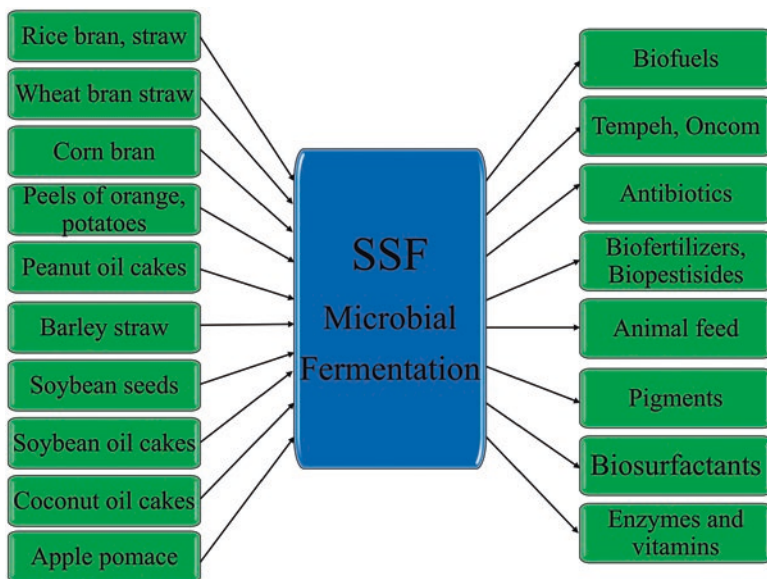 Rice bran, straw
Wheat bran straw
Corn bran
Peels of orange,
potatoes
Peanut oil cakes
Barley straw
Soybean seeds
Soybean oil cakes
Coconut oil cakes
Apple pomace
SSF
Microbial
Fermentation
Biofuels
Tempeh, Oncom
Antibiotics
Biofertilizers,
Biopestisides
Animal feed
Pigments
Biosurfactants
Enzymes and
vitamins